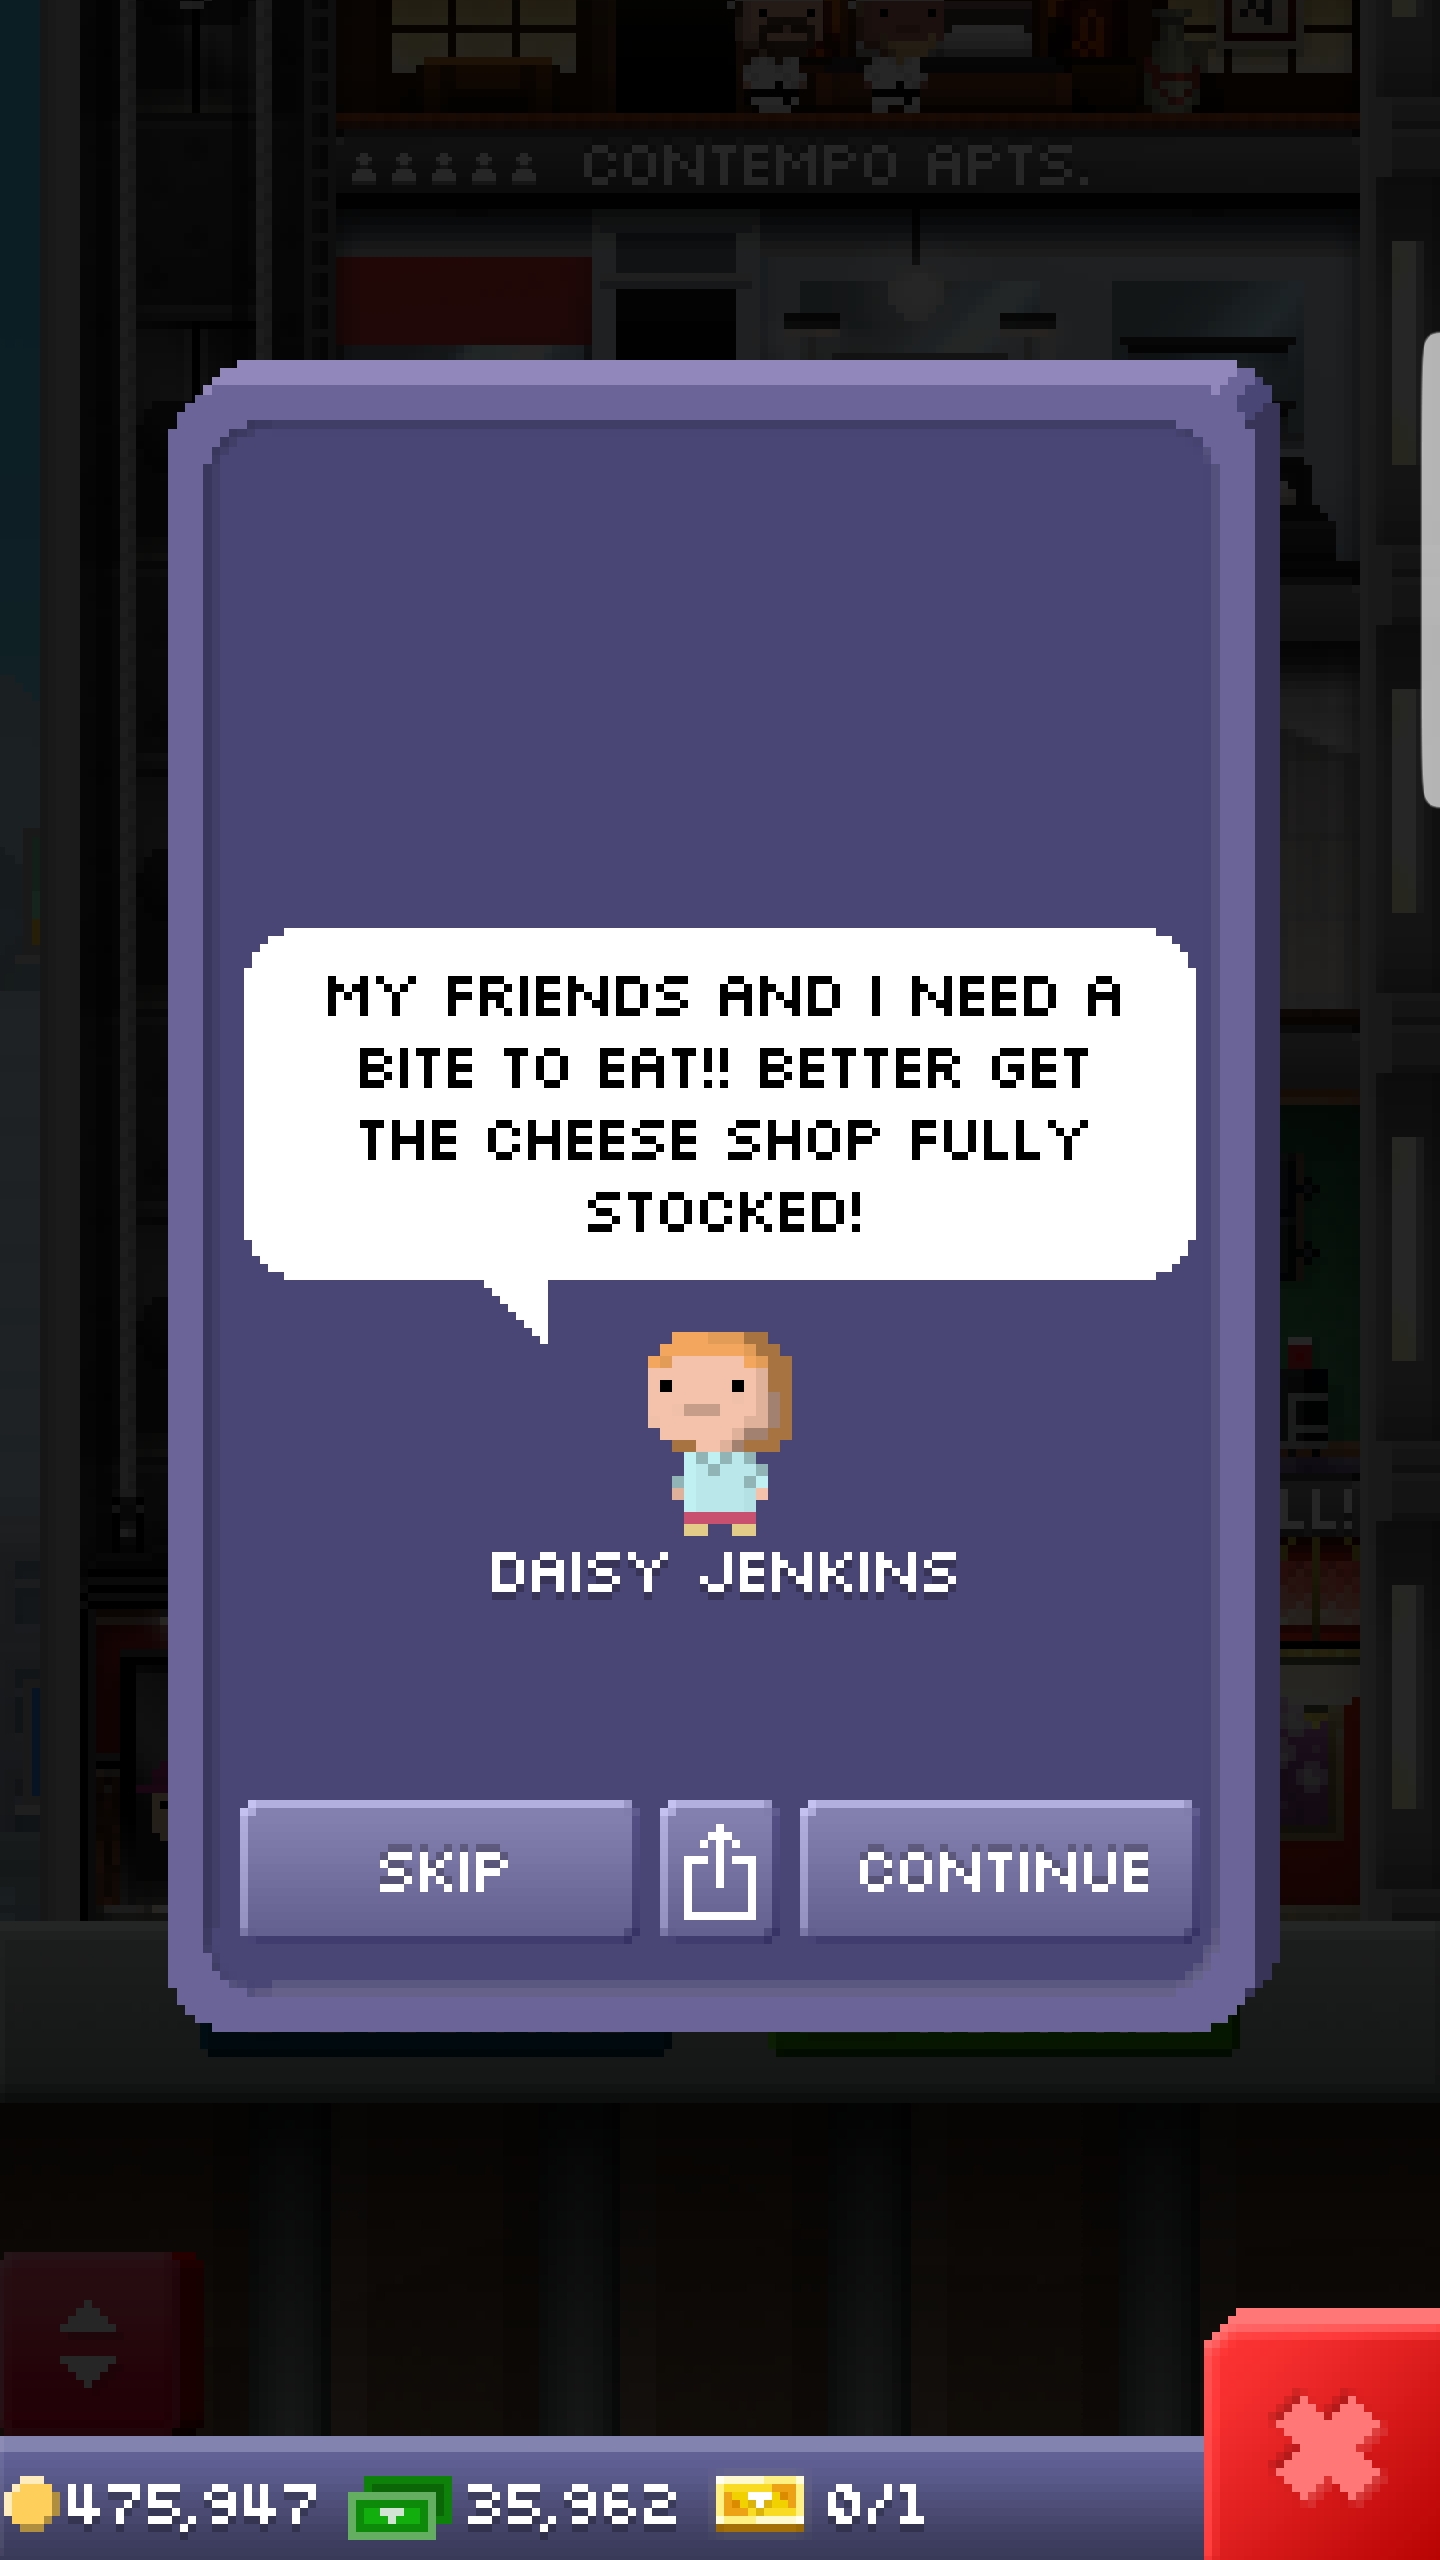 CONTEMPO APTS.
MY FRIENDS AND I NEED A
BITE TO EAT!! BETTER GET
THE CHEESE SHOP FULLY
STOCKED!
LL!
DAISY JENKINS
SKIP
CONTINUE
475,947
35,962
0/1